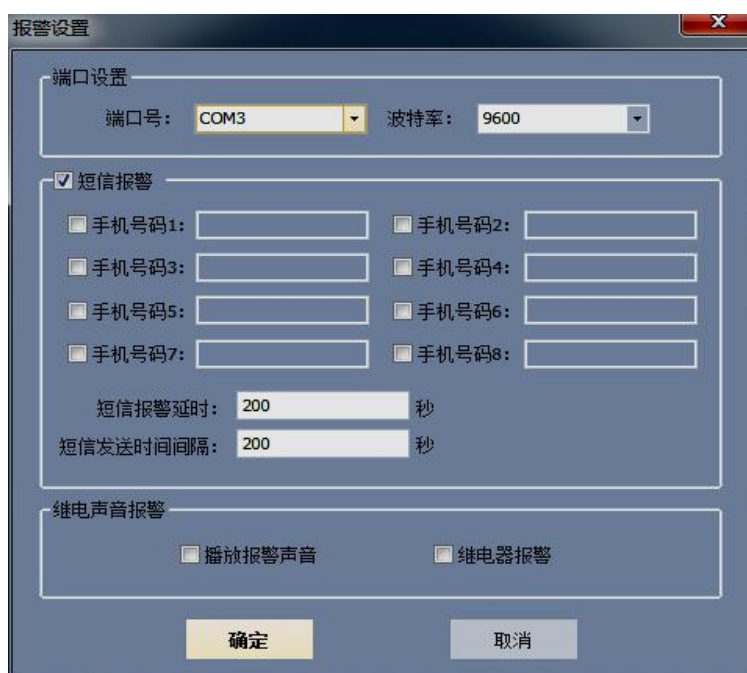 报警设置
端口设置
端口号: COM3 波特率: 9600
短信报警
手机号码1: 手机号码2:
手机号码3: 手机号码4:
手机号码5: 手机号码6:
手机号码7: 手机号码8:
短信报警延时: 200 秒
短信发送时间间隔: 200 秒
继电声音报警
播放报警声音 继电器报警
确定 取消